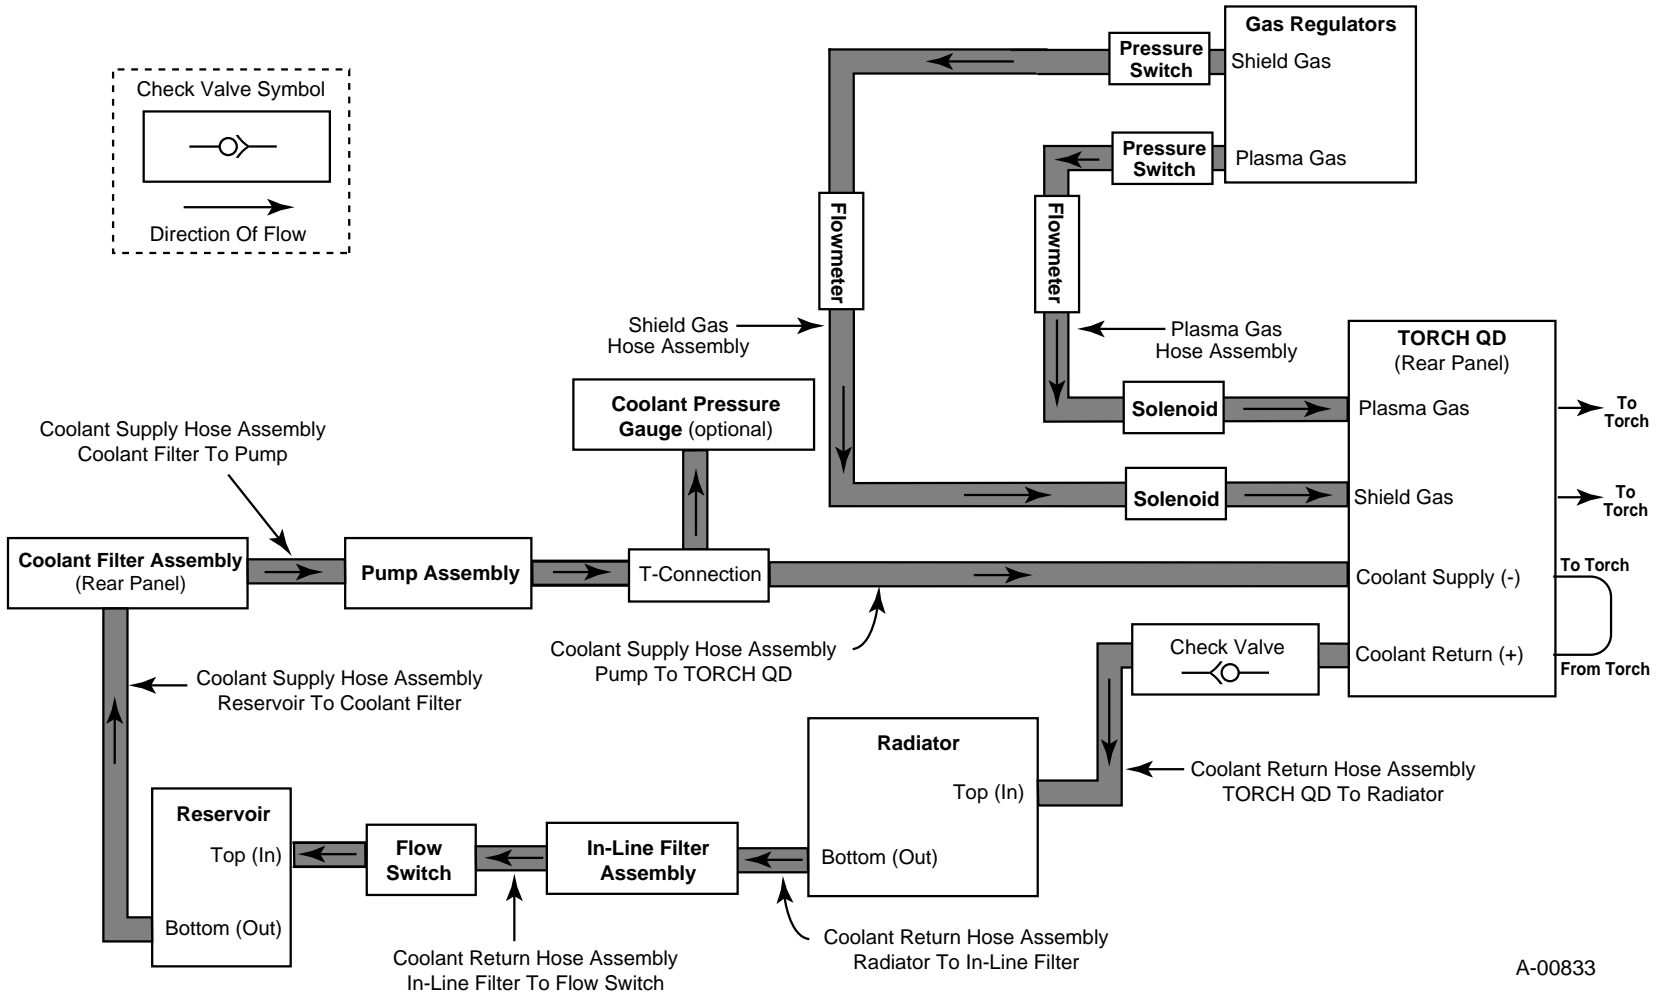 Check Valve Symbol
Direction Of Flow
Gas Regulators
Shield Gas
Plasma Gas
Pressure
Switch
Pressure
Switch
Flowmeter
Flowmeter
Shield Gas
Hose Assembly
Plasma Gas
Hose Assembly
TORCH QD
(Rear Panel)
Plasma Gas
Shield Gas
Coolant Supply (-)
Coolant Return (+)
To
Torch
To
Torch
To Torch
From Torch
Solenoid
Solenoid
Coolant Pressure
Gauge (optional)
Coolant Supply Hose Assembly
Coolant Filter To Pump
Coolant Filter Assembly
(Rear Panel)
Pump Assembly
T-Connection
Coolant Supply Hose Assembly
Pump To TORCH QD
Check Valve
Coolant Supply Hose Assembly
Reservoir To Coolant Filter
Radiator
Top (In)
Bottom (Out)
Coolant Return Hose Assembly
TORCH QD To Radiator
Reservoir
Top (In)
Bottom (Out)
Flow
Switch
In-Line Filter
Assembly
Coolant Return Hose Assembly
In-Line Filter To Flow Switch
Coolant Return Hose Assembly
Radiator To In-Line Filter
A-00833